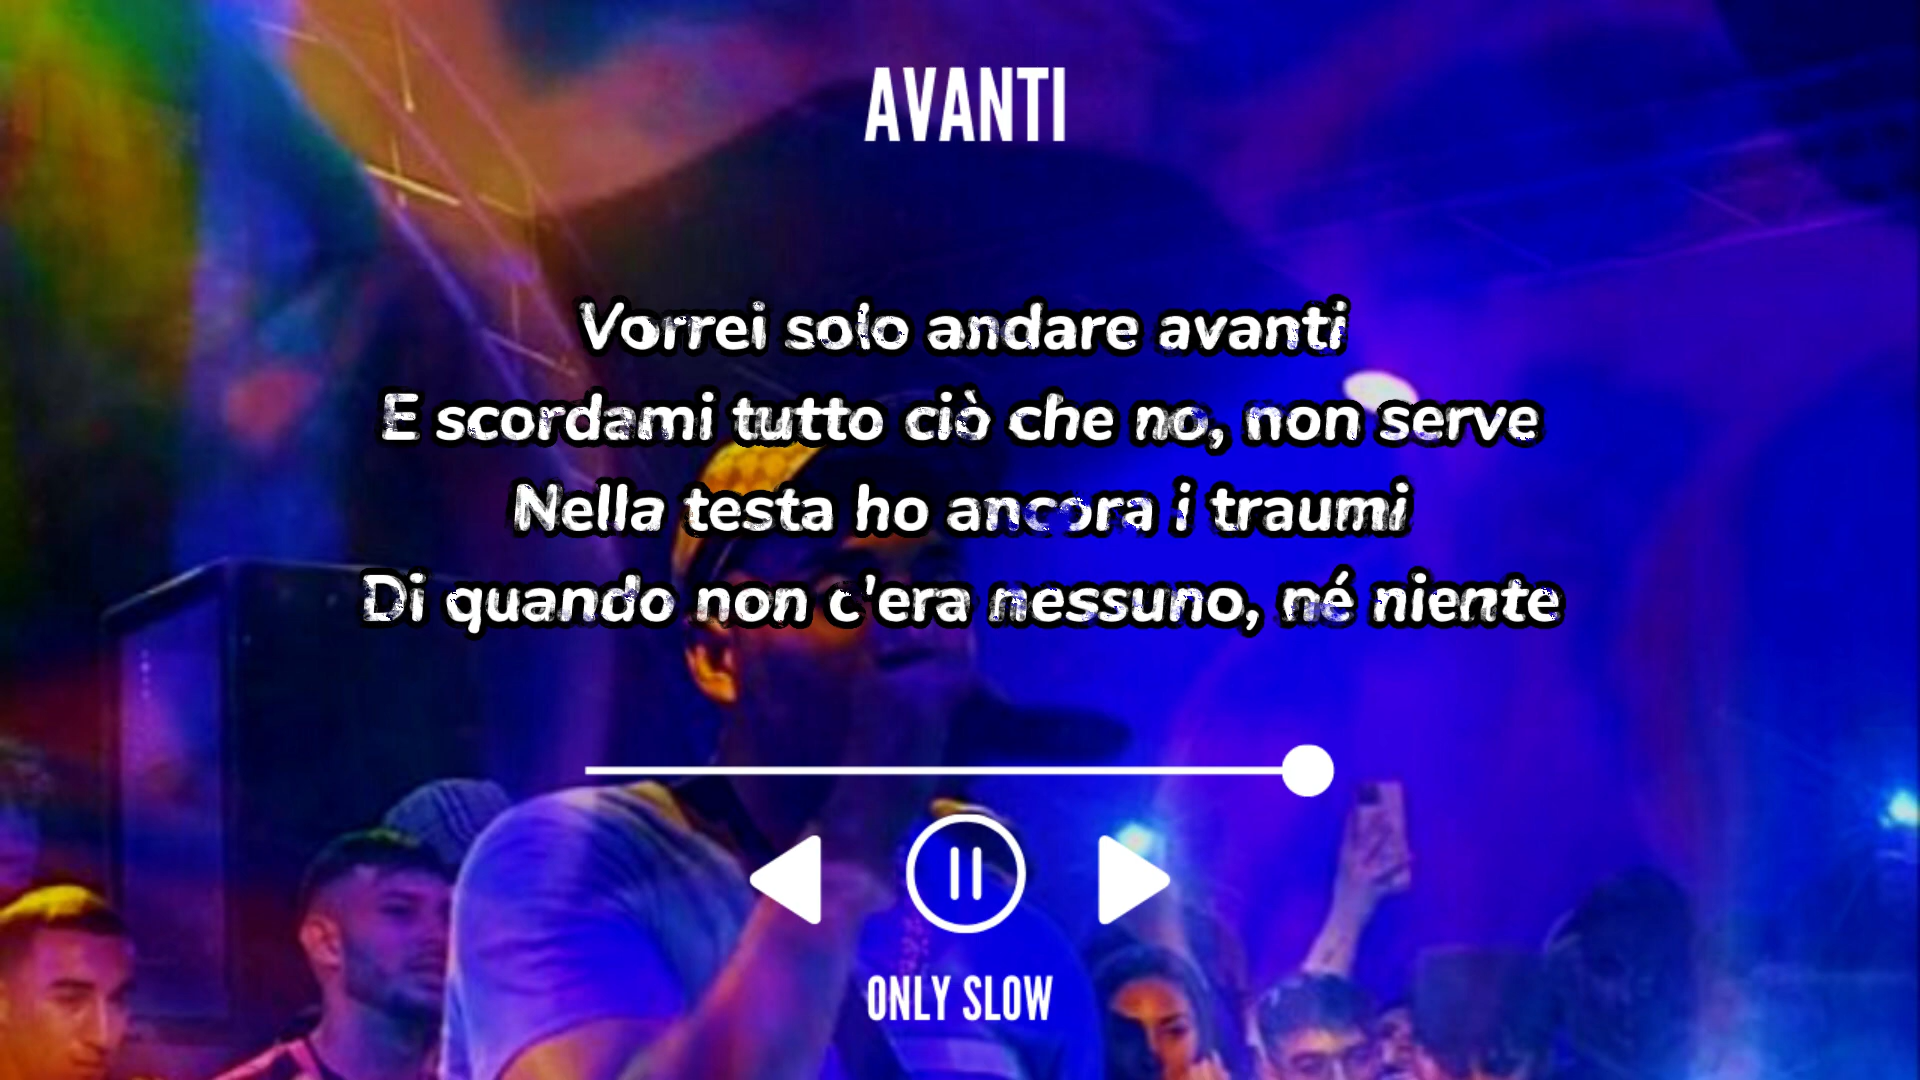 AVANTI
Vorrei solo andare avanti
E scordami tutto ciò che no, non serve
Nella testa ho ancora i traumi
Di quando non c'era nessuno, né niente
ONLY SLOW